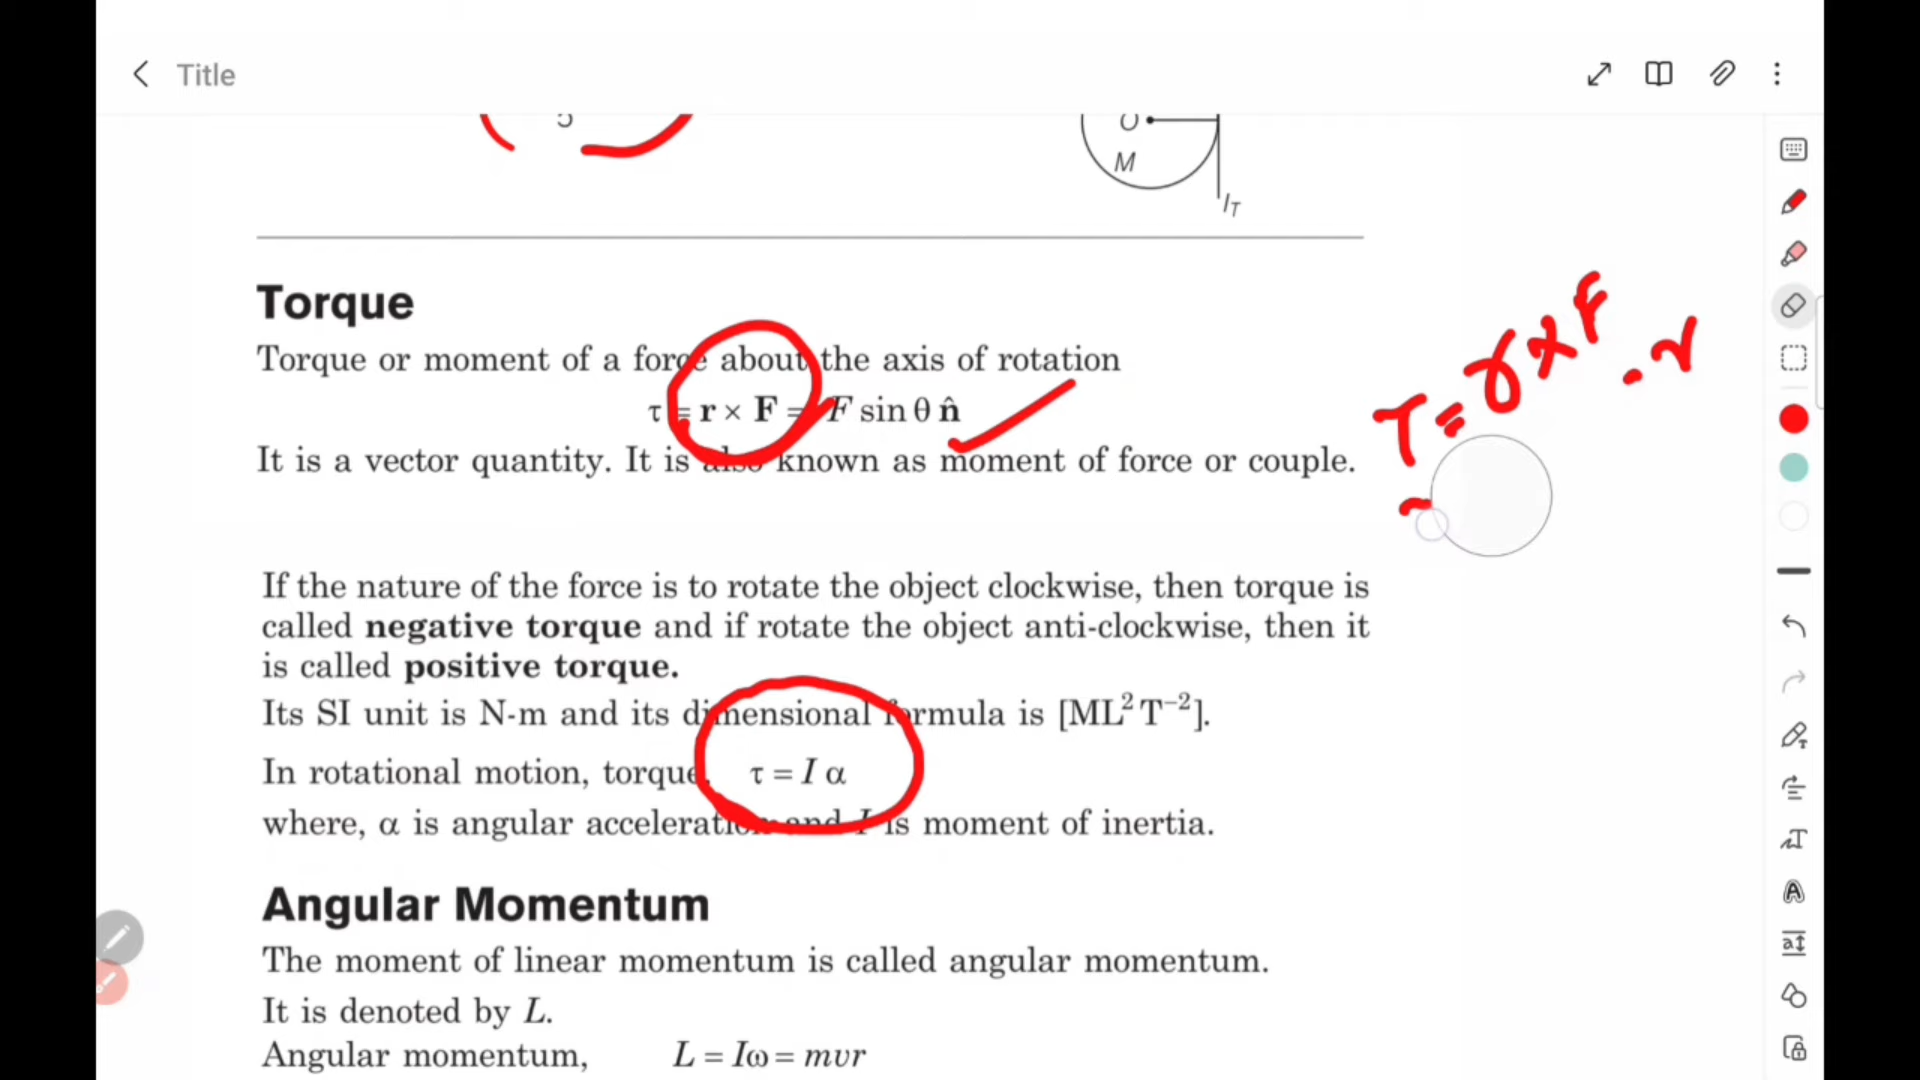 Title
O
M
I_T
τ = r × F
Torque
Torque or moment of a force about the axis of rotation
τ = r × F = F sin θ n̂
It is a vector quantity. It is also known as moment of force or couple.
If the nature of the force is to rotate the object clockwise, then torque is
called negative torque and if rotate the object anti-clockwise, then it
is called positive torque.
Its SI unit is N-m and its dimensional formula is [ML² T⁻²].
In rotational motion, torque, τ = I α
where, α is angular acceleration and I is moment of inertia.
Angular Momentum
The moment of linear momentum is called angular momentum.
It is denoted by L.
Angular momentum, L = Iω = mvr